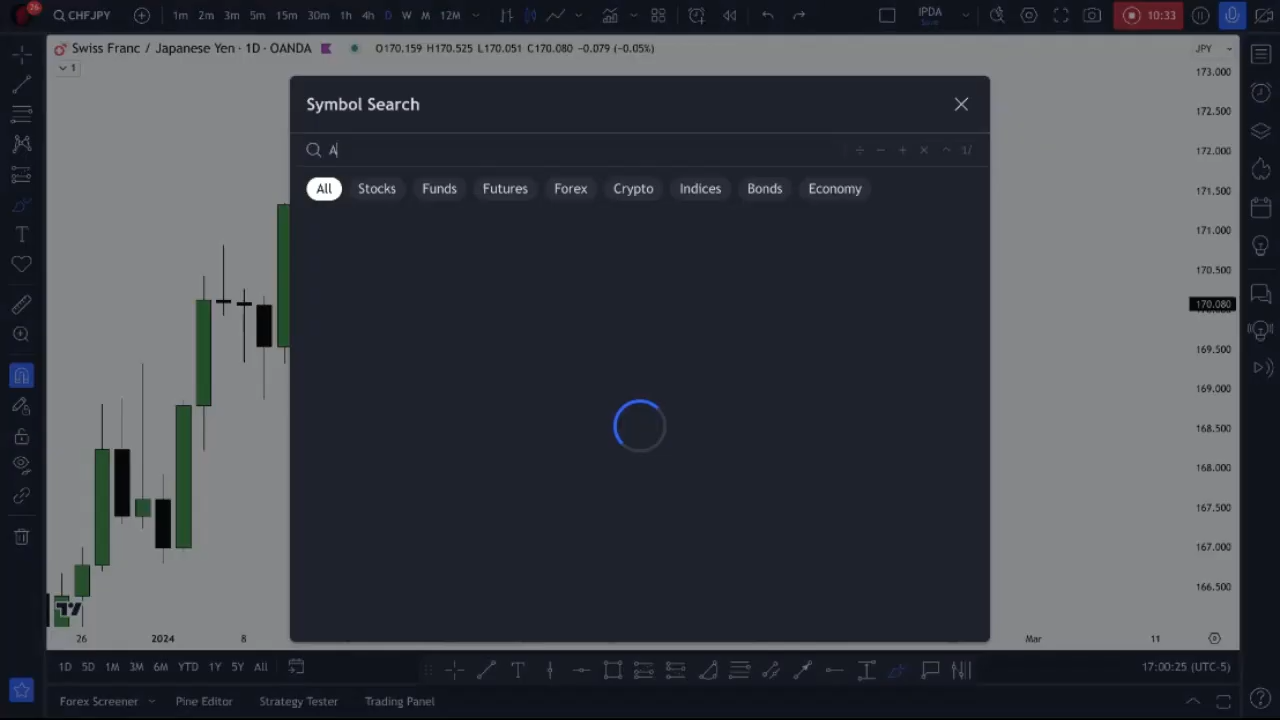 26
CHFJPY 1m 2m 3m 5m 15m 30m 1h 4h D W M 12M IPDA Save 10:33
Swiss Franc / Japanese Yen · 1D · OANDA O170.159 H170.525 L170.051 C170.080 −0.079 (−0.05%) JPY
1
Symbol Search
A
All Stocks Funds Futures Forex Crypto Indices Bonds Economy
173.000
172.500
172.000
171.500
171.000
170.500
170.080
169.500
169.000
168.500
168.000
167.500
167.000
166.500
26 2024 8 Mar 11
1D 5D 1M 3M 6M YTD 1Y 5Y All 17:00:25 (UTC-5)
Forex Screener Pine Editor Strategy Tester Trading Panel